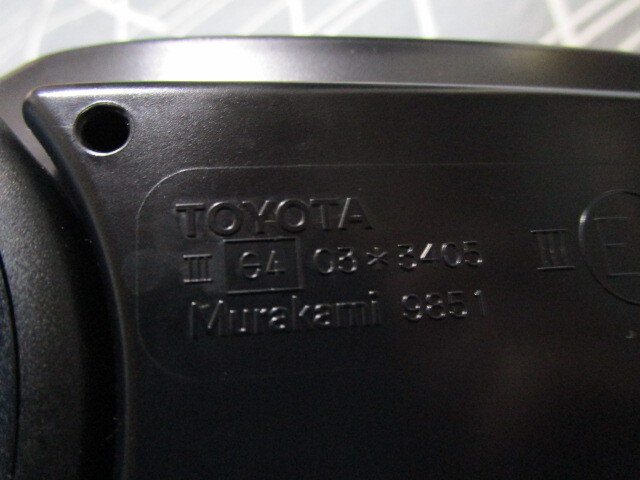 TOYOTA
III e4 03*3405 III E
Murakami 9851